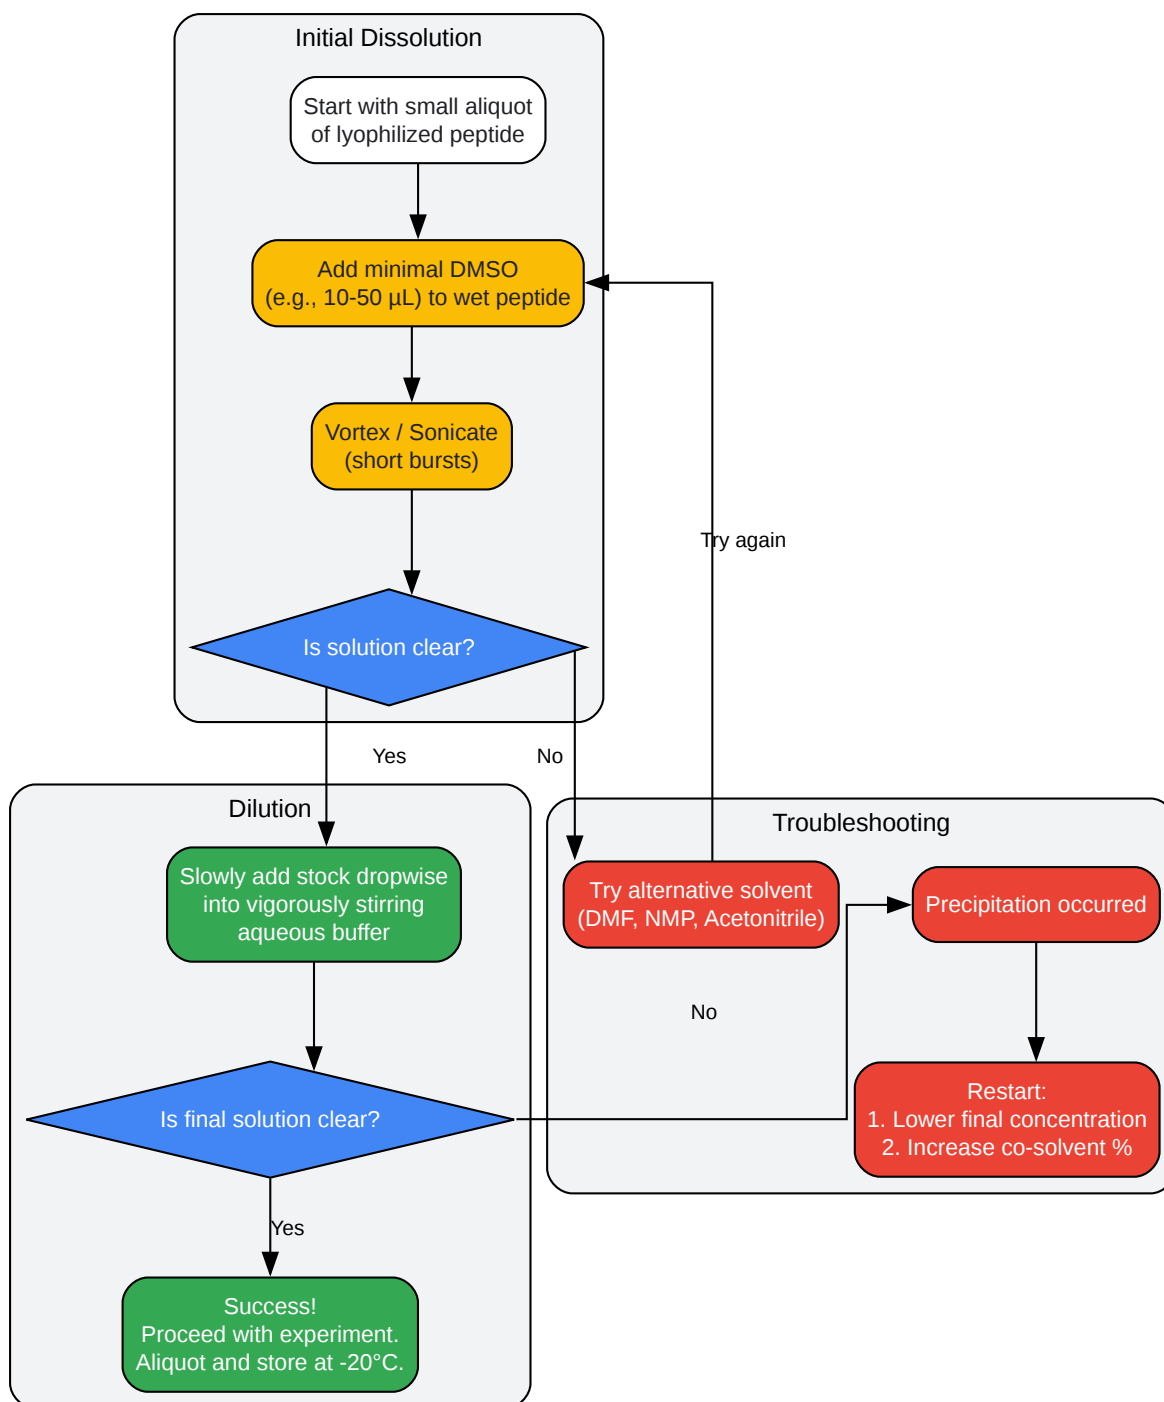 Initial Dissolution
Start with small aliquot
of lyophilized peptide
Add minimal DMSO
(e.g., 10-50 µL) to wet peptide
Vortex / Sonicate
(short bursts)
Try again
Is solution clear?
Yes
No
Dilution
Slowly add stock dropwise
into vigorously stirring
aqueous buffer
Is final solution clear?
Yes
Success!
Proceed with experiment.
Aliquot and store at -20°C.
Troubleshooting
Try alternative solvent
(DMF, NMP, Acetonitrile)
Precipitation occurred
No
Restart:
1. Lower final concentration
2. Increase co-solvent %